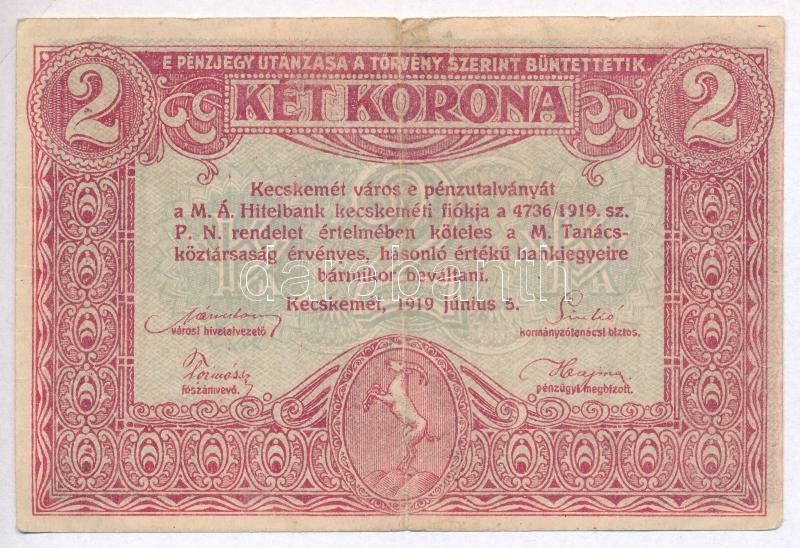 E PÉNZJEGY UTÁNZÁSA A TÖRVÉNY SZERINT BÜNTETTETIK
2 KÉT KORONA 2
Kecskemét város e pénzutalványát
a M. Á. Hitelbank kecskeméti fiókja a 4736/1919. sz.
P. N. rendelet értelmében köteles a M. Tanács-
köztársaság érvényes, hasonló értékű bankjegyeire
bármikor beváltani.
Kecskemét, 1919 június 5.
városi hivatalvezető
kormányzótanácsi biztos.
főszámvevő.
pénzügyi megbízott.
darabanth